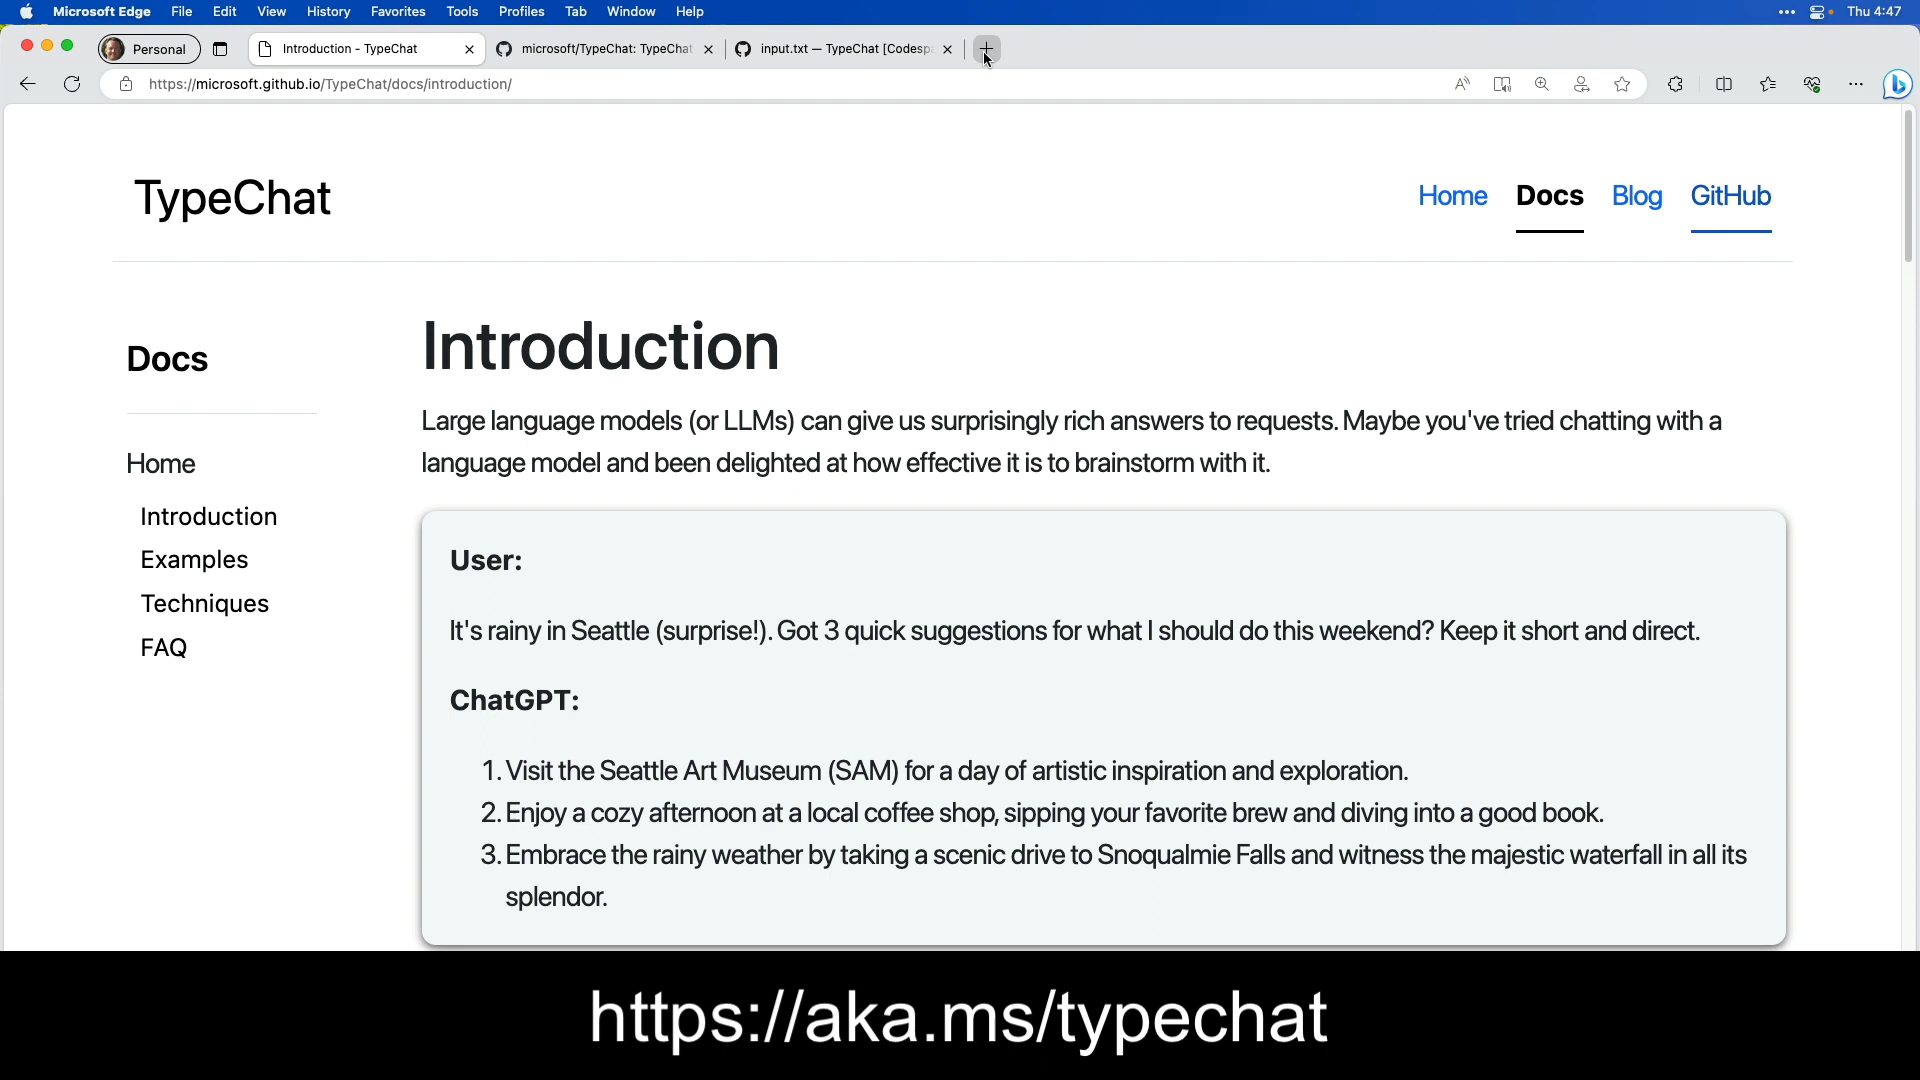 Microsoft Edge File Edit View History Favorites Tools Profiles Tab Window Help Thu 4:47
Personal Introduction - TypeChat microsoft/TypeChat: TypeChat input.txt — TypeChat [Codesp
https://microsoft.github.io/TypeChat/docs/introduction/
TypeChat
Home Docs Blog GitHub
Docs
Home
Introduction
Examples
Techniques
FAQ
Introduction
Large language models (or LLMs) can give us surprisingly rich answers to requests. Maybe you've tried chatting with a
language model and been delighted at how effective it is to brainstorm with it.
User:
It's rainy in Seattle (surprise!). Got 3 quick suggestions for what I should do this weekend? Keep it short and direct.
ChatGPT:
1. Visit the Seattle Art Museum (SAM) for a day of artistic inspiration and exploration.
2. Enjoy a cozy afternoon at a local coffee shop, sipping your favorite brew and diving into a good book.
3. Embrace the rainy weather by taking a scenic drive to Snoqualmie Falls and witness the majestic waterfall in all its
splendor.
https://aka.ms/typechat